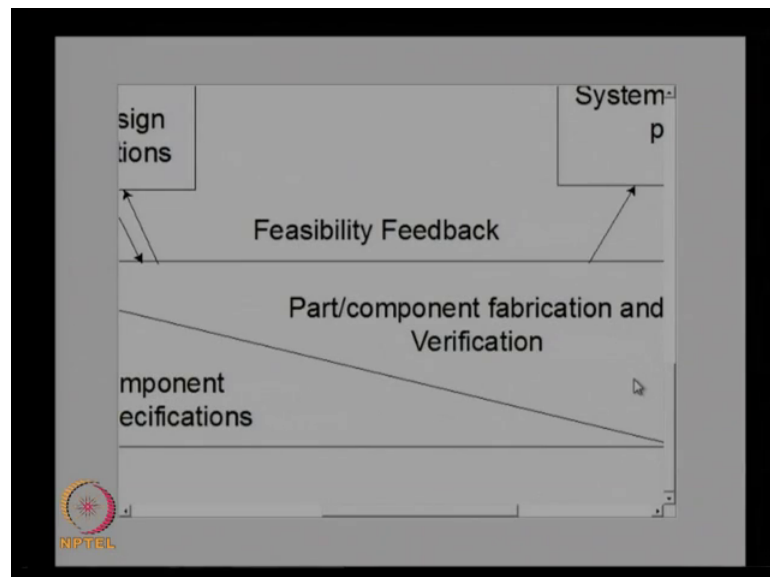 System
sign
p
tions
Feasibility Feedback
Part/component fabrication and
Verification
mponent
ecifications
NPTEL